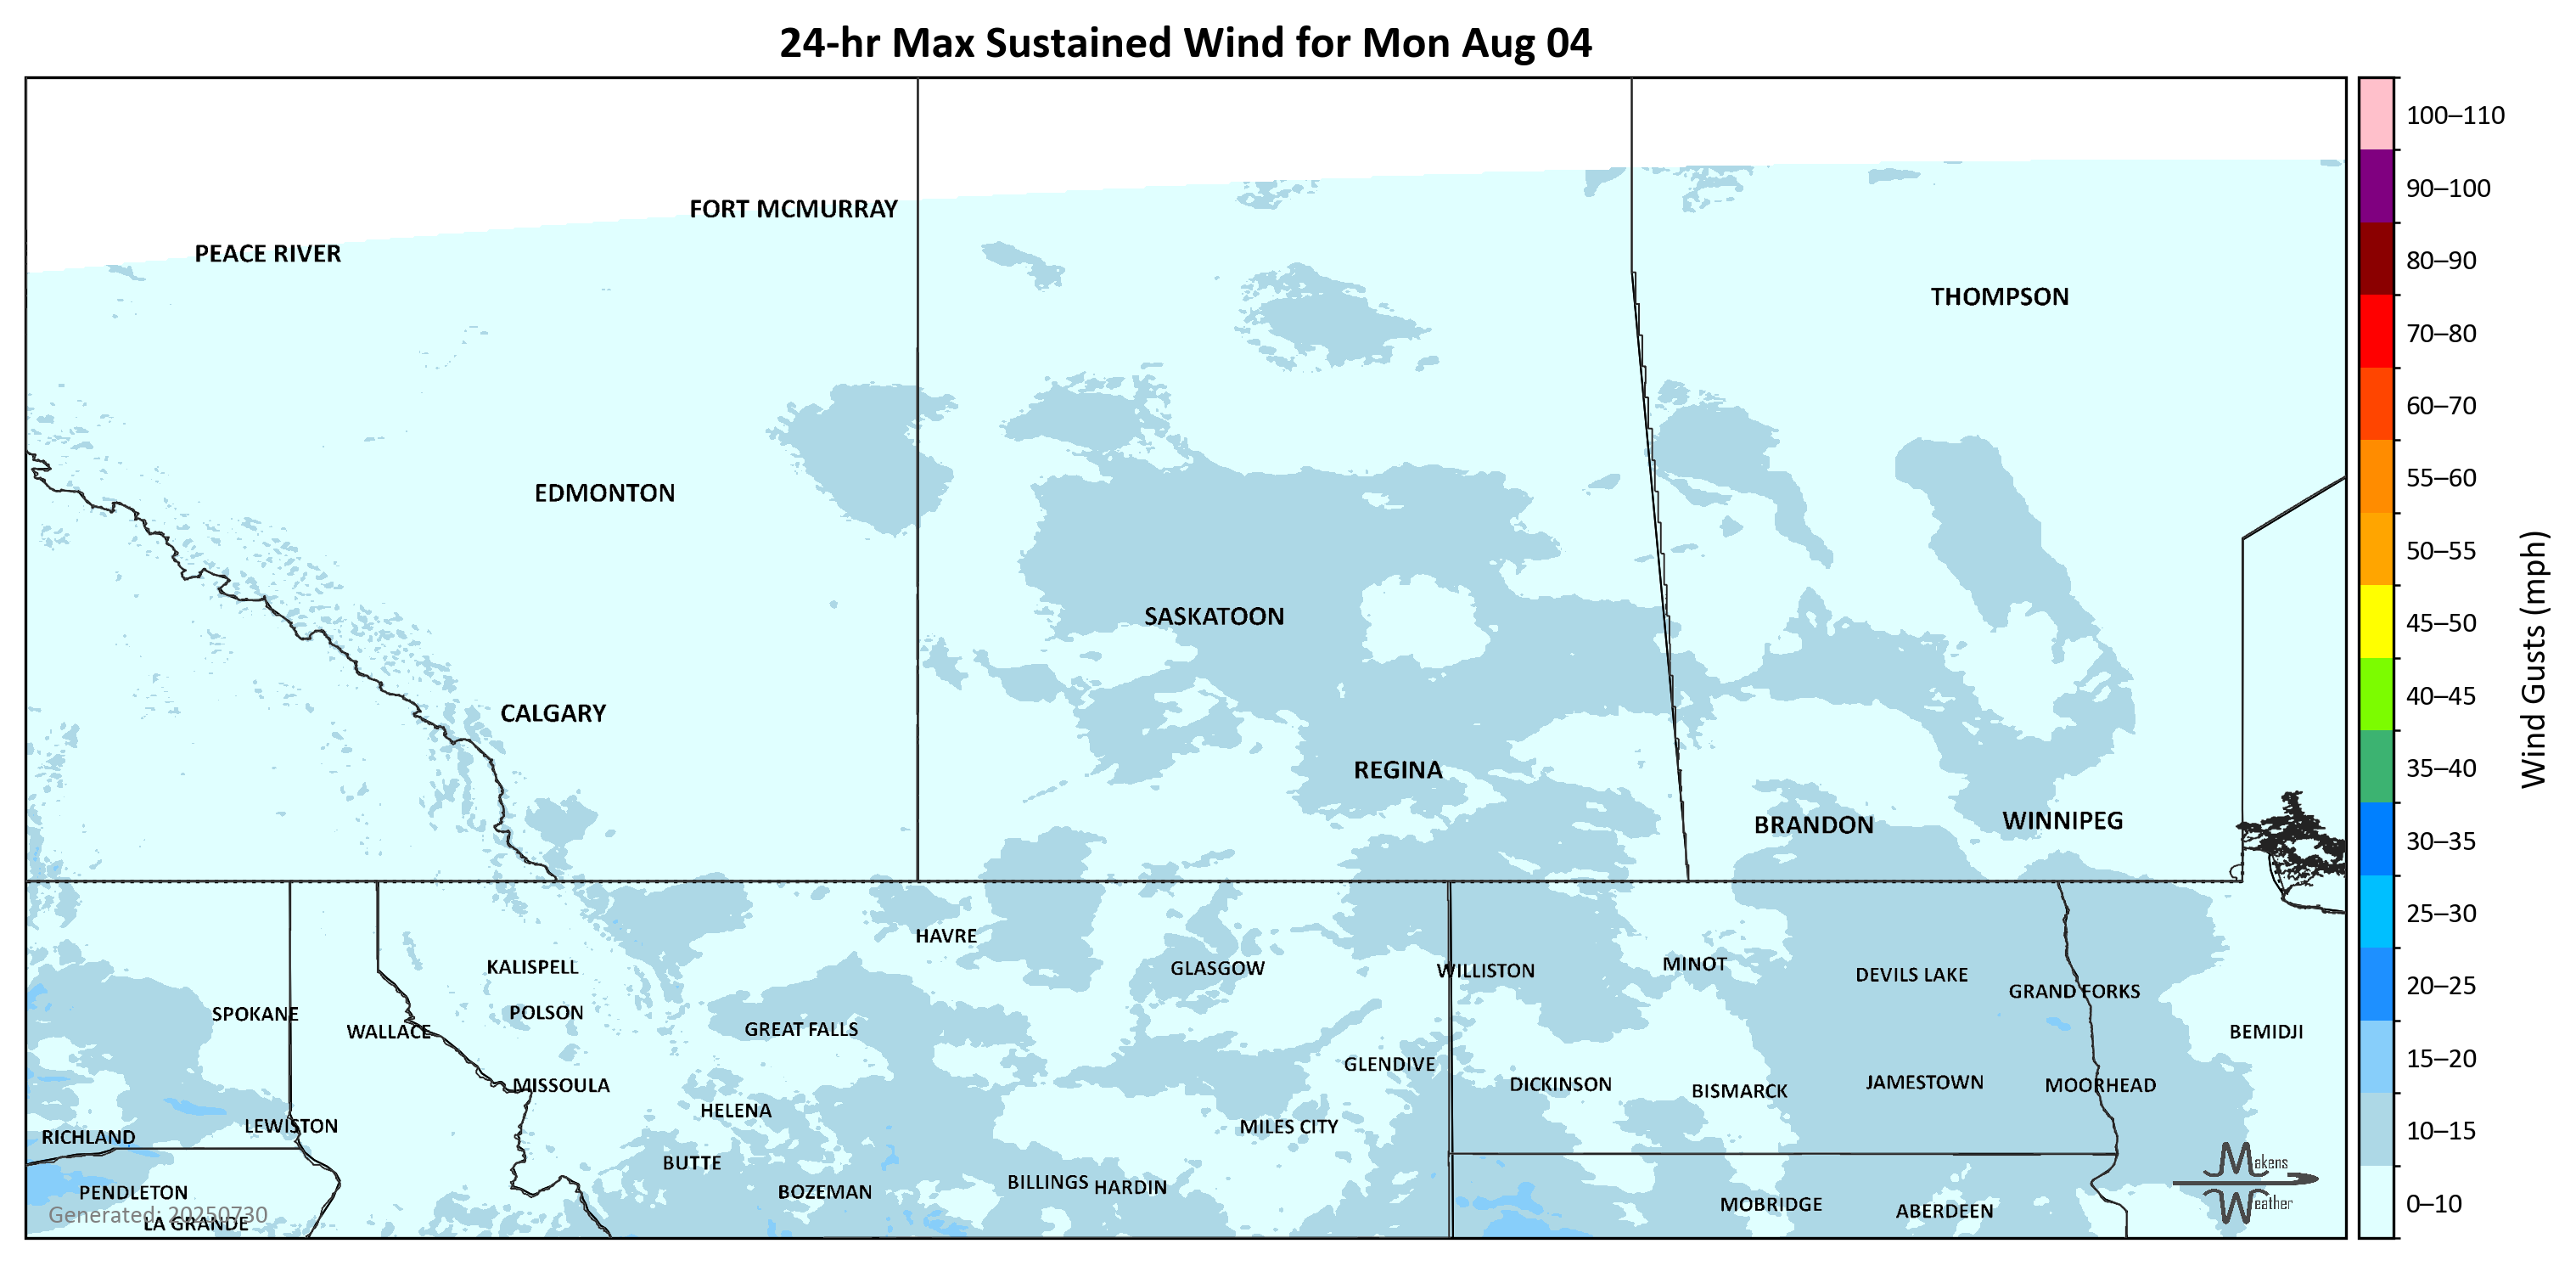 24-hr Max Sustained Wind for Mon Aug 04
100–110
90–100
80–90
70–80
60–70
55–60
50–55
45–50
40–45
35–40
30–35
25–30
20–25
15–20
10–15
0–10
Wind Gusts (mph)
FORT MCMURRAY
PEACE RIVER
THOMPSON
EDMONTON
SASKATOON
CALGARY
REGINA
BRANDON
WINNIPEG
HAVRE
KALISPELL
GLASGOW
WILLISTON
MINOT
DEVILS LAKE
GRAND FORKS
SPOKANE
POLSON
WALLACE
GREAT FALLS
BEMIDJI
GLENDIVE
MISSOULA
DICKINSON
BISMARCK
JAMESTOWN
MOORHEAD
HELENA
LEWISTON
MILES CITY
RICHLAND
BUTTE
BOZEMAN
BILLINGS
HARDIN
PENDLETON
MOBRIDGE
ABERDEEN
Generated: 20250730
LA GRANDE
Makens
Weather